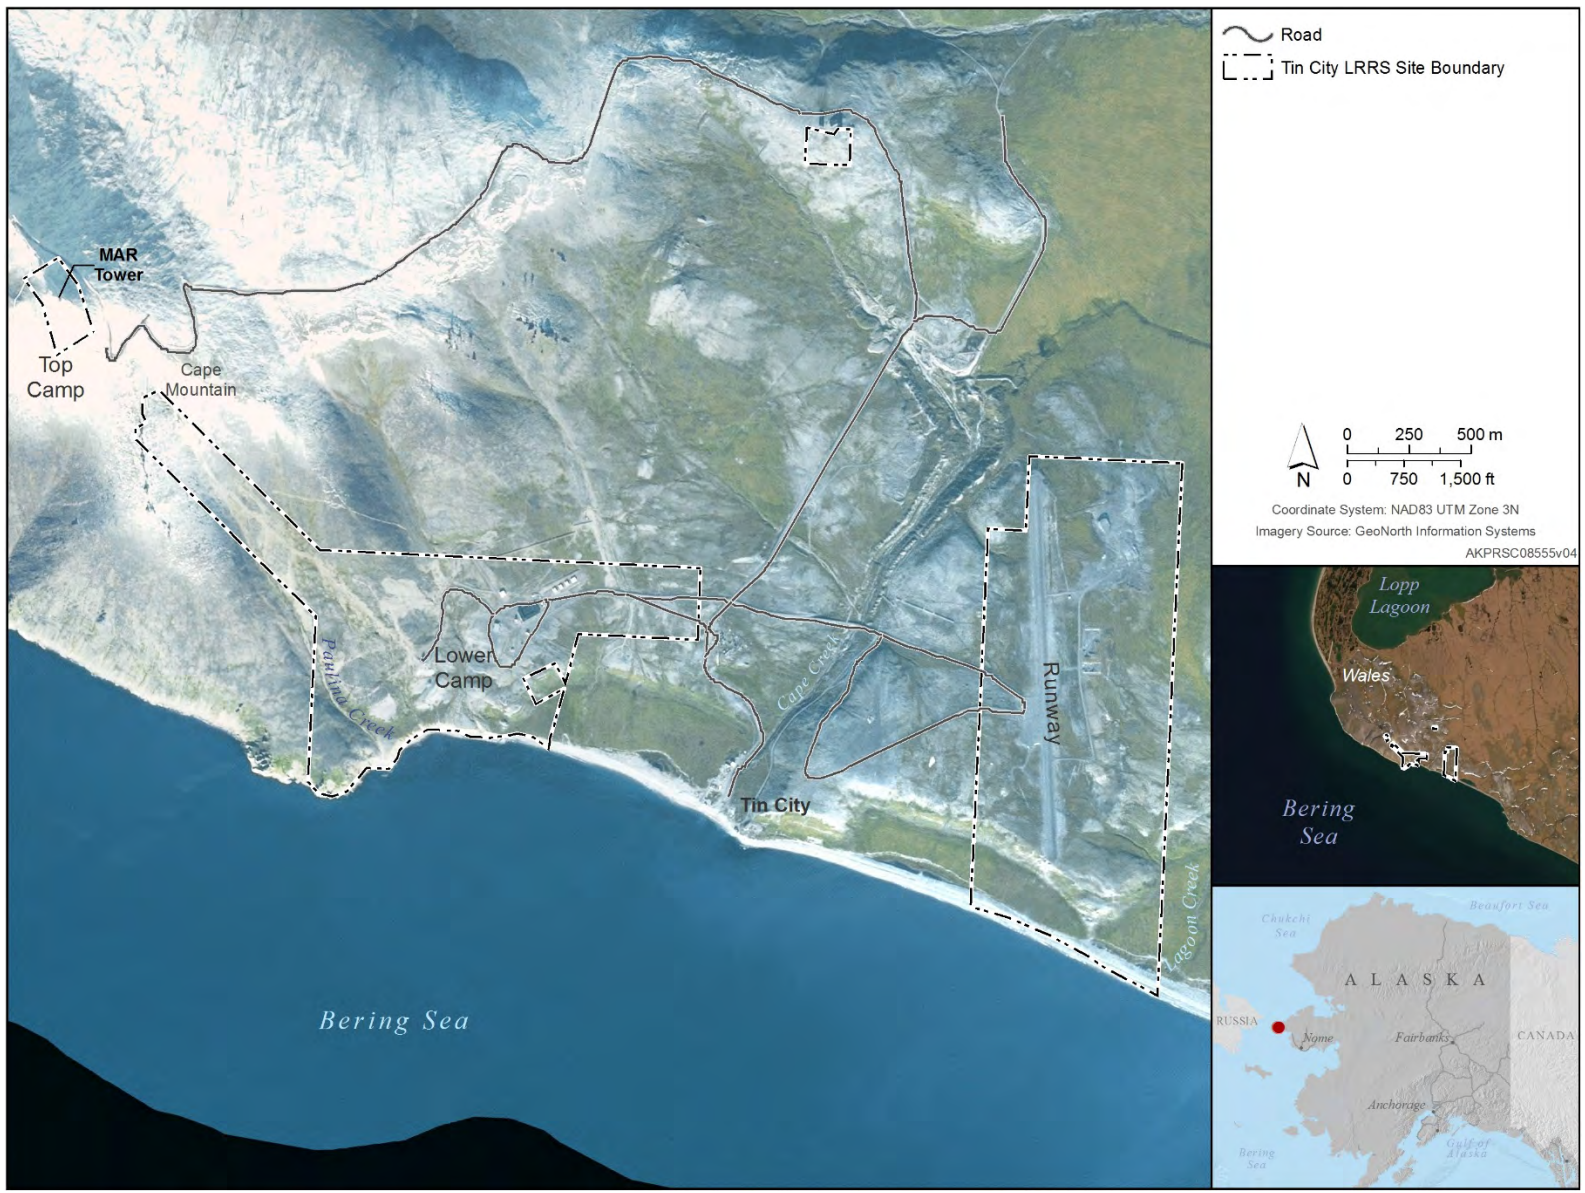 MAR
Tower
Top
Camp
Cape
Mountain
Paulina Creek
Lower
Camp
Cape Creek
Runway
Tin City
Lagoon Creek
Bering Sea
Road
Tin City LRRS Site Boundary
N
0 250 500 m
0 750 1,500 ft
Coordinate System: NAD83 UTM Zone 3N
Imagery Source: GeoNorth Information Systems
AKPRSC08555v04
Lopp
Lagoon
Wales
Bering
Sea
Beaufort Sea
Chukchi
Sea
ALASKA
RUSSIA
Nome
Fairbanks
CANADA
Anchorage
Gulf of
Alaska
Bering
Sea